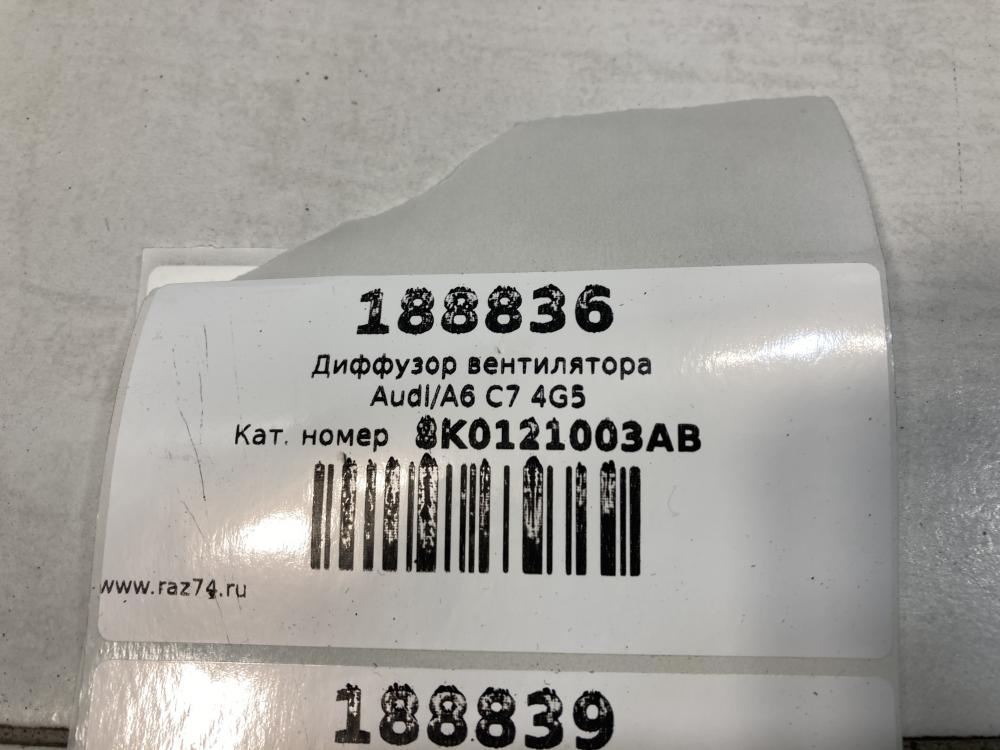 188836
Диффузор вентилятора
Audi/A6 C7 4G5
Кат. номер 8K0121003AB
www.raz74.ru
188839